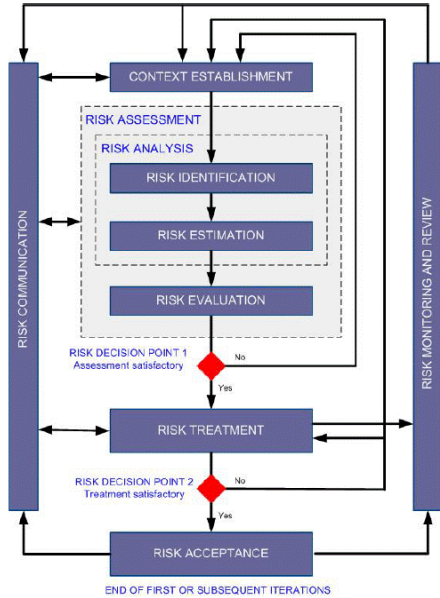 CONTEXT ESTABLISHMENT
RISK ASSESSMENT
RISK ANALYSIS
RISK IDENTIFICATION
RISK ESTIMATION
RISK EVALUATION
RISK COMMUNICATION
RISK MONITORING AND REVIEW
RISK DECISION POINT 1
Assessment satisfactory
No
Yes
RISK TREATMENT
RISK DECISION POINT 2
Treatment satisfactory
No
Yes
RISK ACCEPTANCE
END OF FIRST OR SUBSEQUENT ITERATIONS